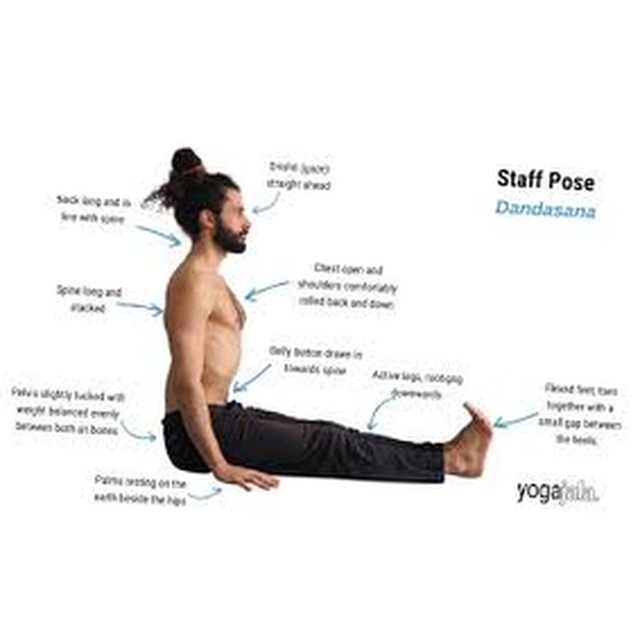 Staff Pose
Dandasana
Drishti (gaze)
straight ahead
Neck long and in
line with spine
Chest open and
shoulders comfortably
rolled back and down
Spine long and
stacked
Belly button drawn in
towards spine
Active legs, rooting
downwards
Flexed feet, toes
together with a
small gap between
the heels.
Pelvis slightly tucked with
weight balanced evenly
between both sit bones
Palms resting on the
earth beside the hips
yogajala.